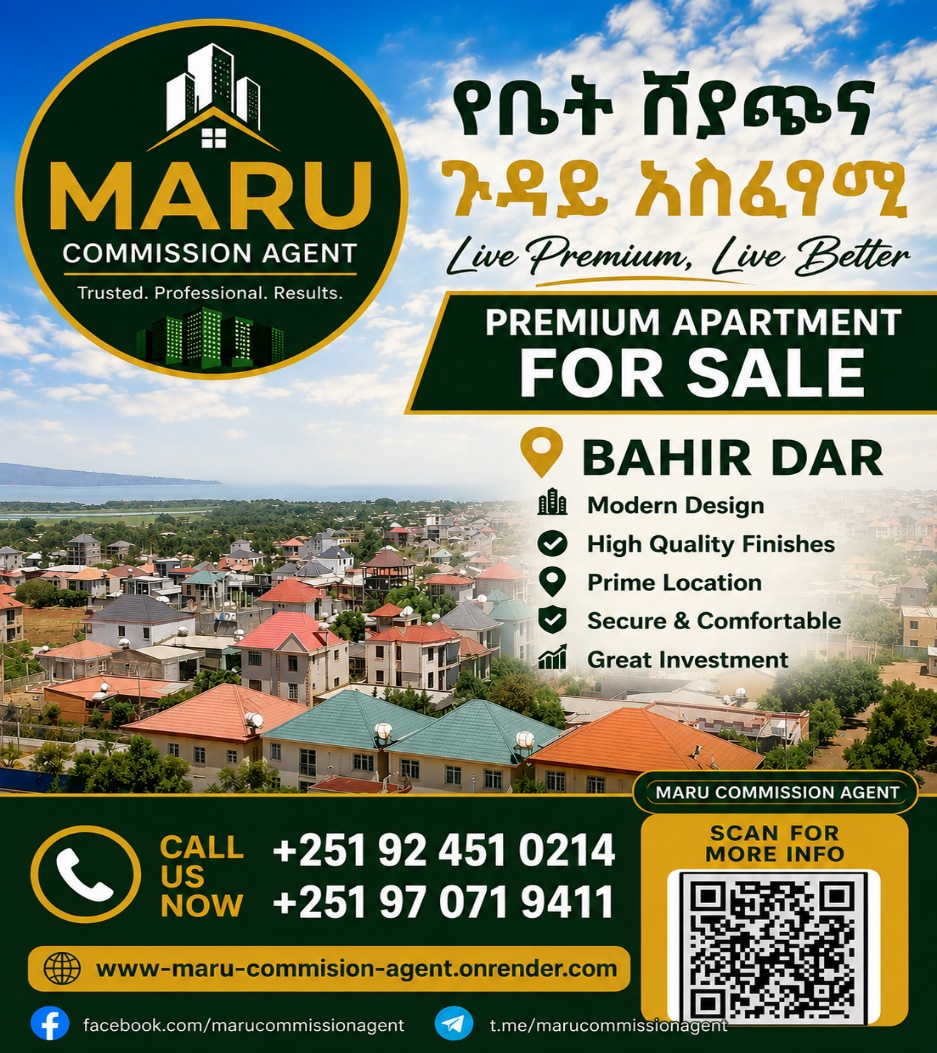 MARU
COMMISSION AGENT
Trusted. Professional. Results.
የቤት ሽያጭና
ጉዳይ አስፈፃሚ
Live Premium, Live Better
PREMIUM APARTMENT
FOR SALE
BAHIR DAR
Modern Design
High Quality Finishes
Prime Location
Secure & Comfortable
Great Investment
MARU COMMISSION AGENT
SCAN FOR
MORE INFO
CALL
US
NOW
+251 92 451 0214
+251 97 071 9411
www-maru-commision-agent.onrender.com
facebook.com/marucommissionagent
t.me/marucommissionagent